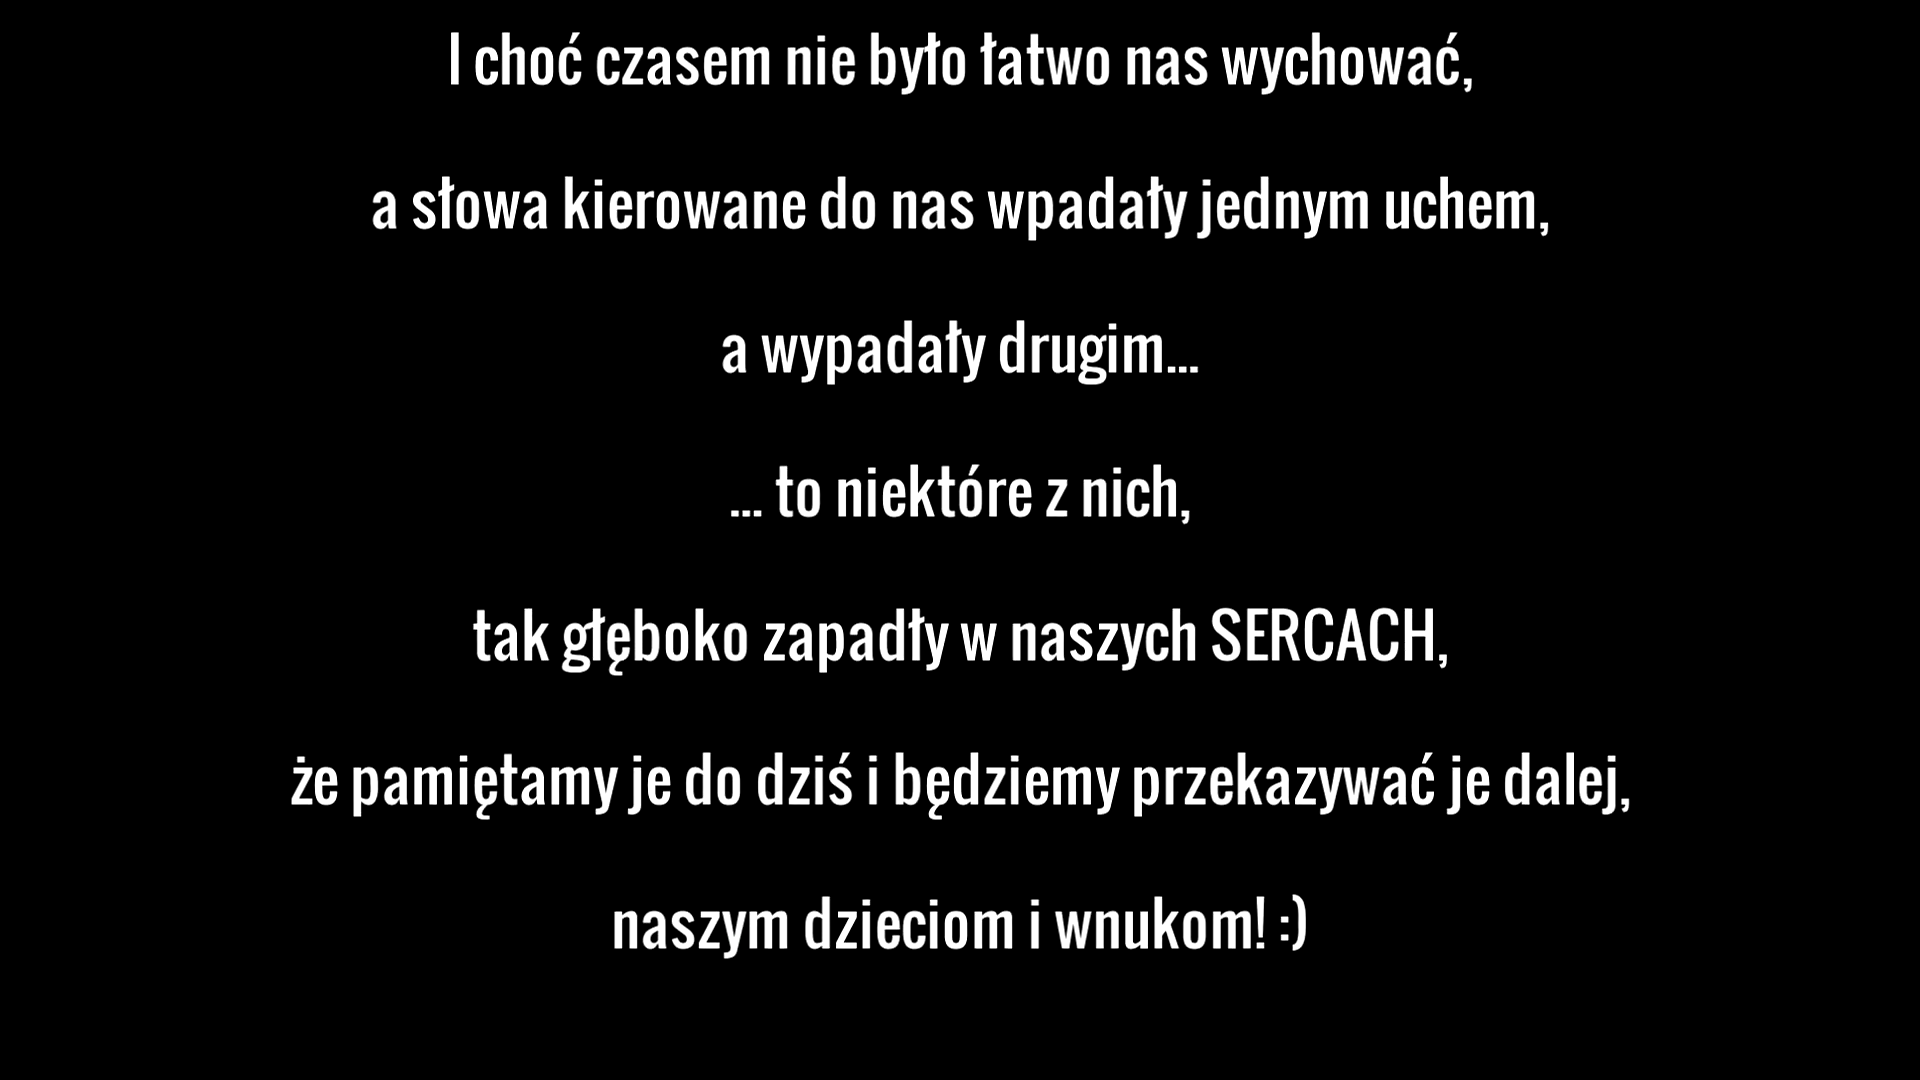 I choć czasem nie było łatwo nas wychować,
a słowa kierowane do nas wpadały jednym uchem,
a wypadały drugim...
... to niektóre z nich,
tak głęboko zapadły w naszych SERCACH,
że pamiętamy je do dziś i będziemy przekazywać je dalej,
naszym dzieciom i wnukom! :)